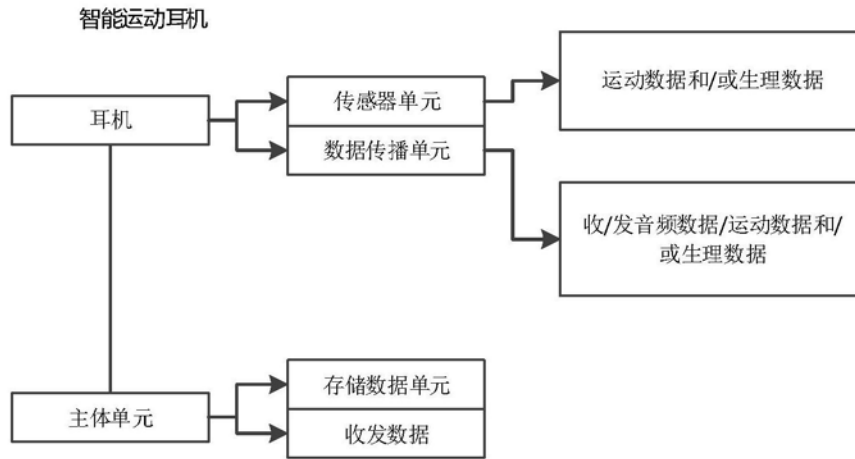 智能运动耳机
耳机
传感器单元
数据传播单元
运动数据和/或生理数据
收/发音频数据/运动数据和/
或生理数据
主体单元
存储数据单元
收发数据